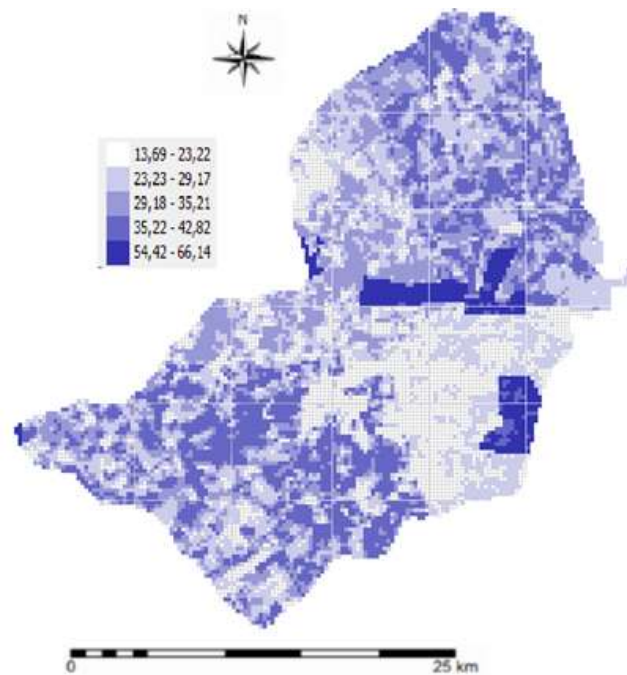 N
13,69 - 23,22
23,23 - 29,17
29,18 - 35,21
35,22 - 42,82
54,42 - 66,14
0 25 km